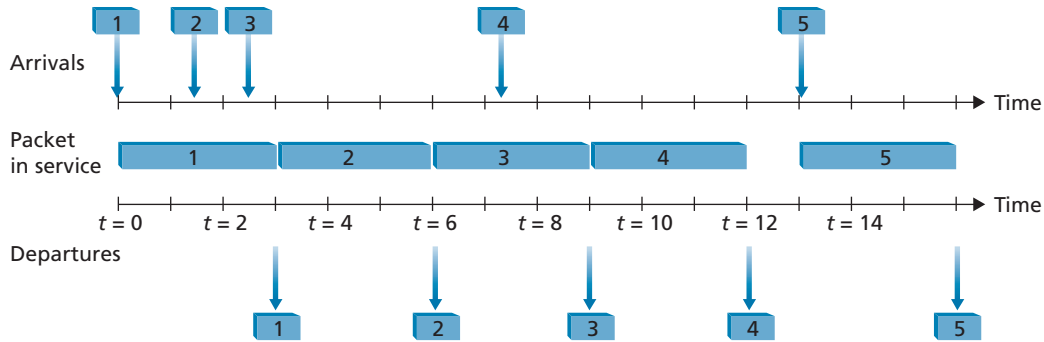 1 2 3 4 5
Arrivals
Time
Packet
in service
1 2 3 4 5
Time
t = 0 t = 2 t = 4 t = 6 t = 8 t = 10 t = 12 t = 14
Departures
1 2 3 4 5